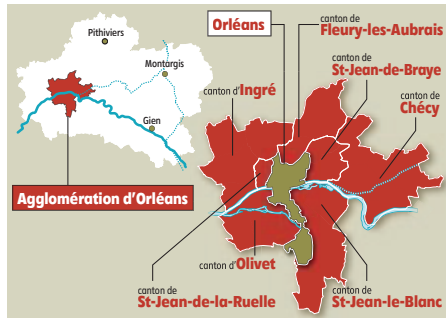 Pithiviers
Montargis
Gien
Agglomération d'Orléans
Orléans
canton de
Fleury-les-Aubrais
canton de
St-Jean-de-Braye
canton d'Ingré
canton de
Chécy
canton d'Olivet
canton de
St-Jean-de-la-Ruelle
canton de
St-Jean-le-Blanc